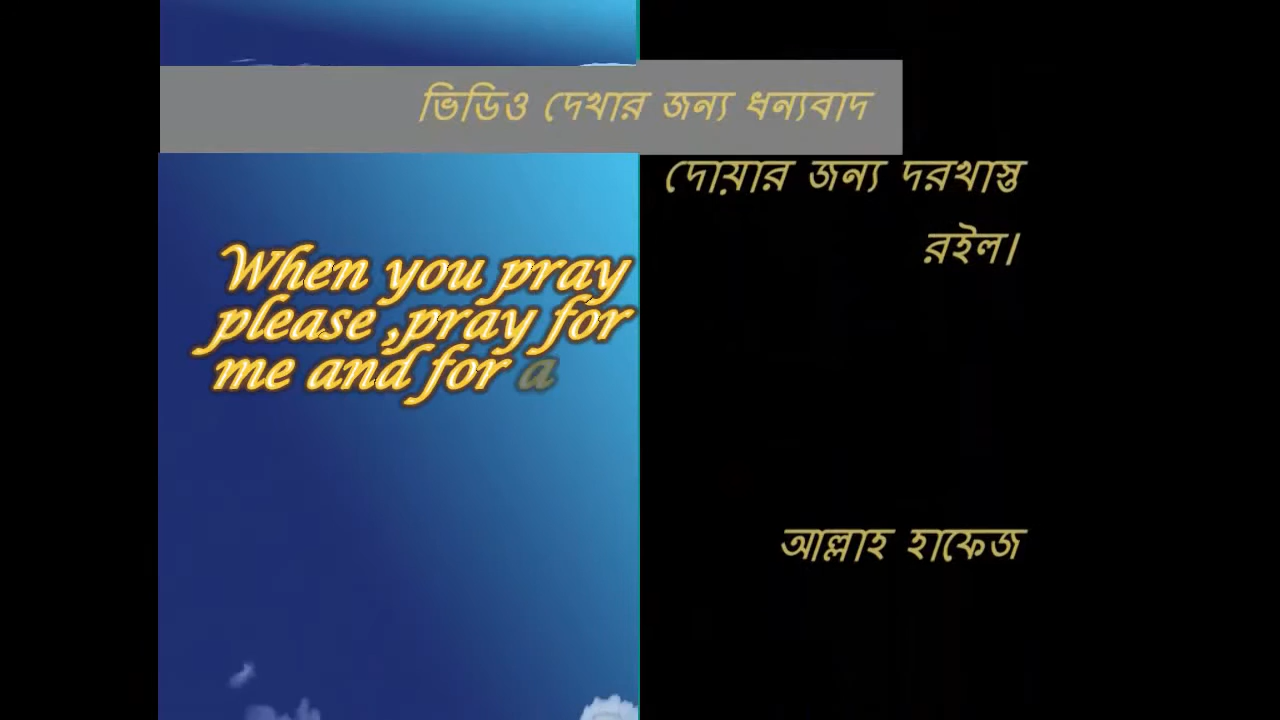 ভিডিও দেখার জন্য ধন্যবাদ
দোয়ার জন্য দরখাস্ত
রইল।
When you pray
please ,pray for
me and for a
আল্লাহ হাফেজ